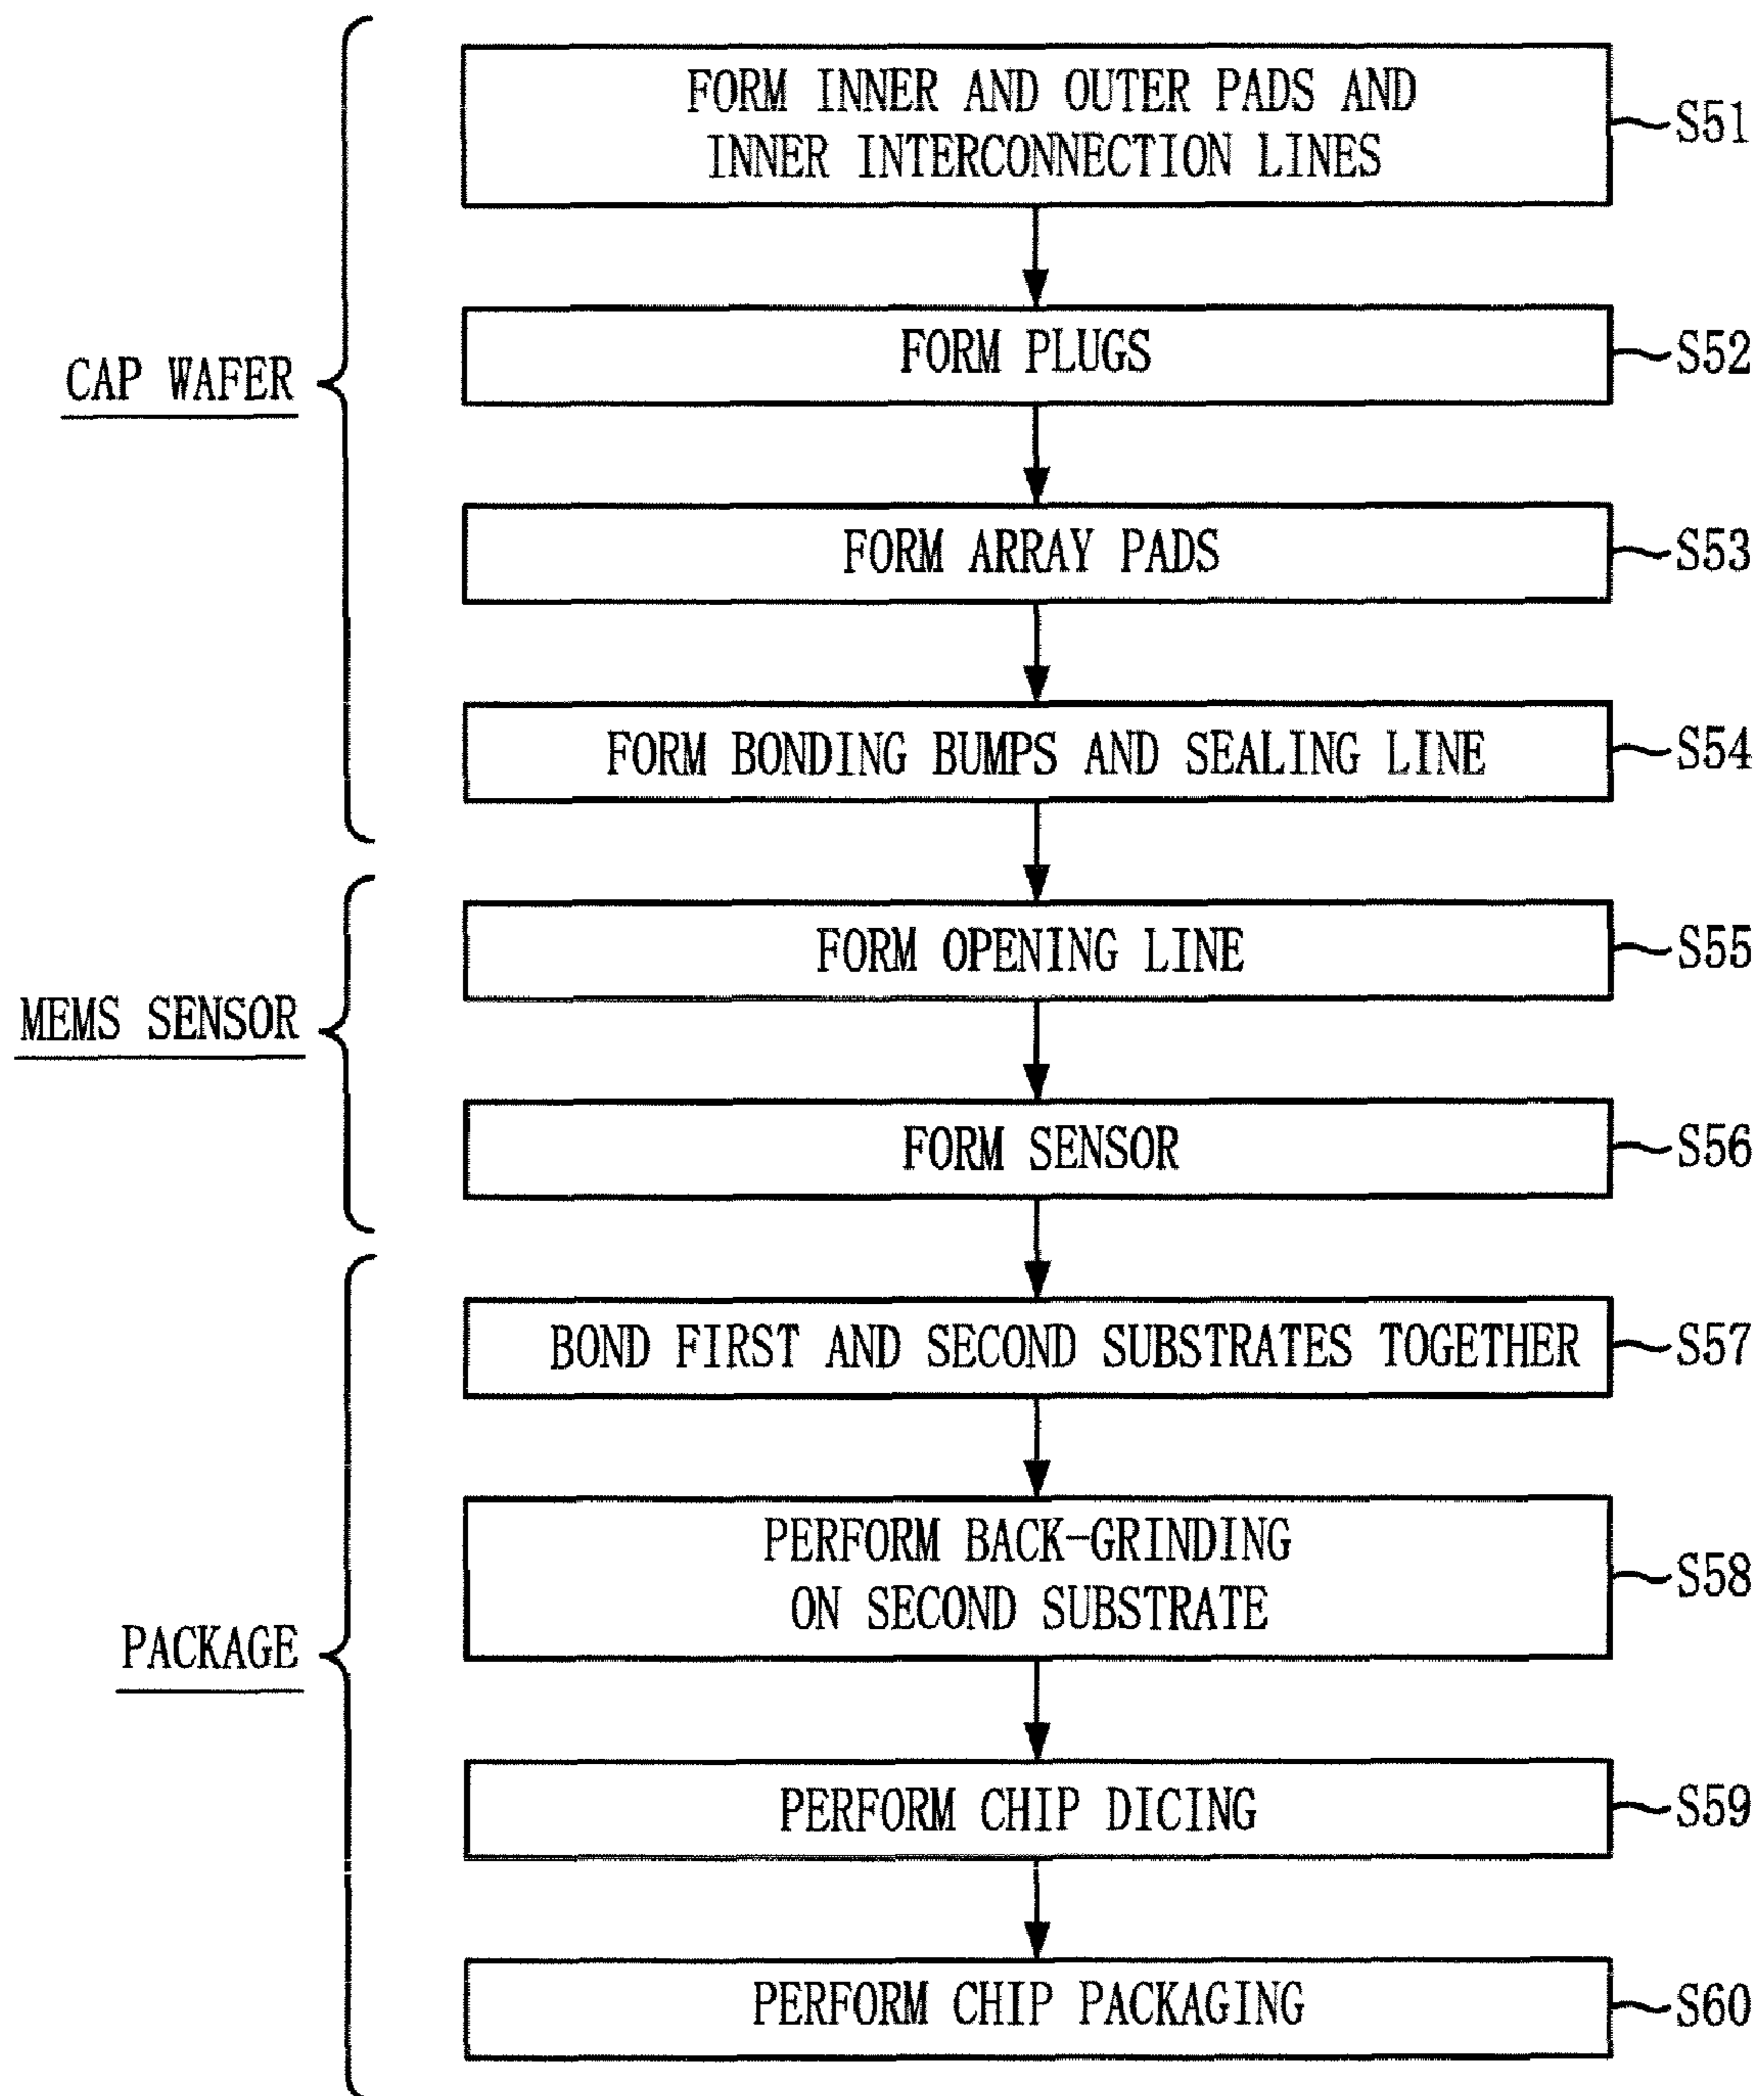 FORM INNER AND OUTER PADS AND
INNER INTERCONNECTION LINES
S51
FORM PLUGS
S52
CAP WAFER
FORM ARRAY PADS
S53
FORM BONDING BUMPS AND SEALING LINE
S54
FORM OPENING LINE
S55
MEMS SENSOR
FORM SENSOR
S56
BOND FIRST AND SECOND SUBSTRATES TOGETHER
S57
PERFORM BACK-GRINDING
ON SECOND SUBSTRATE
S58
PACKAGE
PERFORM CHIP DICING
S59
PERFORM CHIP PACKAGING
S60